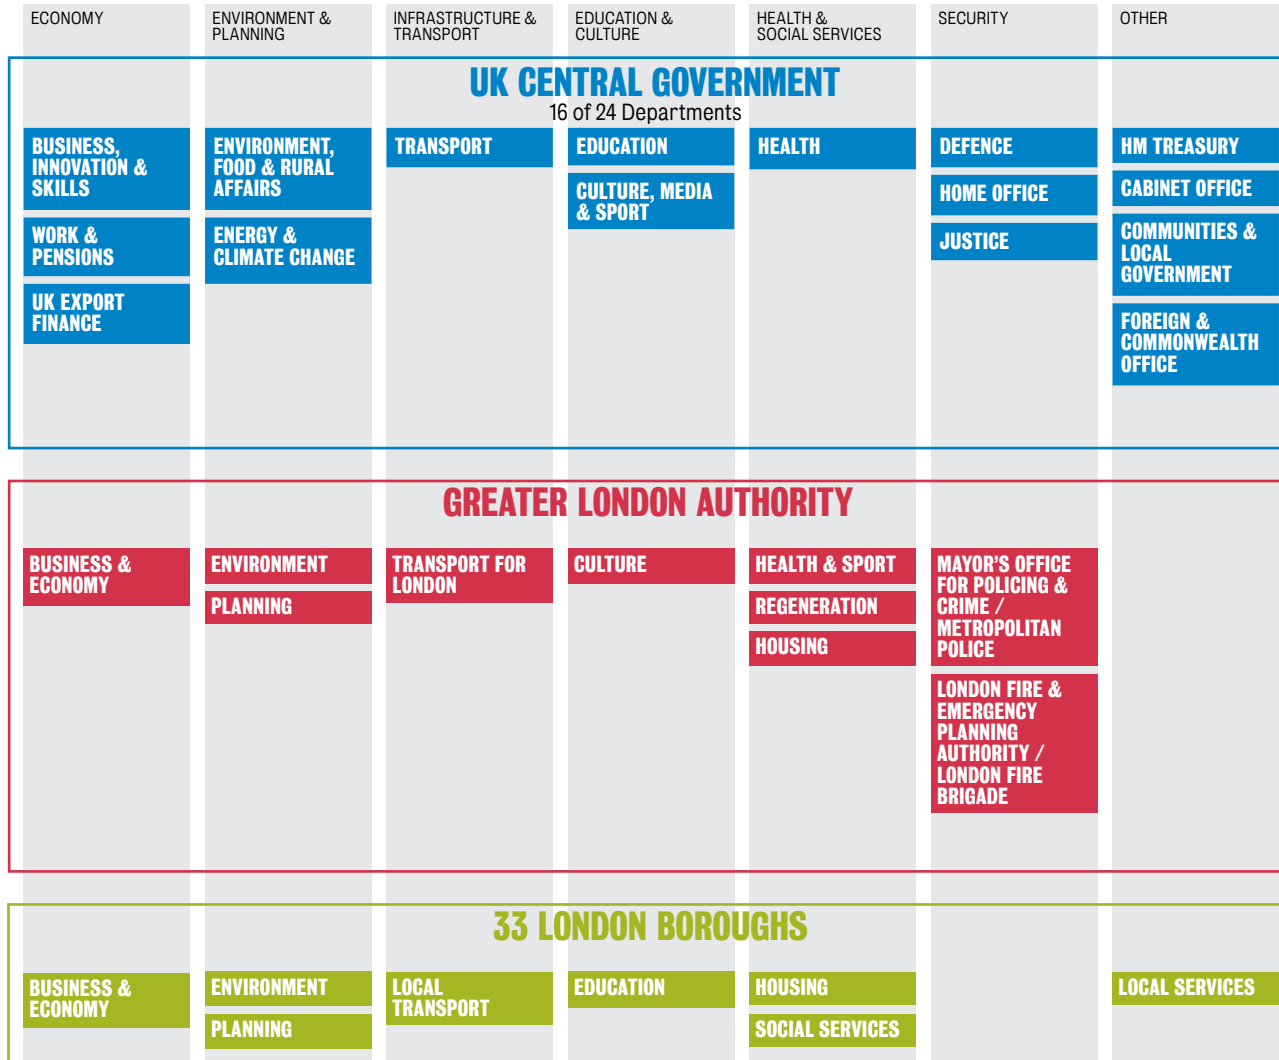 ECONOMY
ENVIRONMENT &
PLANNING
INFRASTRUCTURE &
TRANSPORT
EDUCATION &
CULTURE
HEALTH &
SOCIAL SERVICES
SECURITY
OTHER
UK CENTRAL GOVERNMENT
16 of 24 Departments
BUSINESS,
INNOVATION &
SKILLS
WORK &
PENSIONS
UK EXPORT
FINANCE
ENVIRONMENT,
FOOD & RURAL
AFFAIRS
ENERGY &
CLIMATE CHANGE
TRANSPORT
EDUCATION
CULTURE, MEDIA
& SPORT
HEALTH
DEFENCE
HOME OFFICE
JUSTICE
HM TREASURY
CABINET OFFICE
COMMUNITIES &
LOCAL
GOVERNMENT
FOREIGN &
COMMONWEALTH
OFFICE
GREATER LONDON AUTHORITY
BUSINESS &
ECONOMY
ENVIRONMENT
PLANNING
TRANSPORT FOR
LONDON
CULTURE
HEALTH & SPORT
REGENERATION
HOUSING
MAYOR'S OFFICE
FOR POLICING &
CRIME /
METROPOLITAN
POLICE
LONDON FIRE &
EMERGENCY
PLANNING
AUTHORITY /
LONDON FIRE
BRIGADE
33 LONDON BOROUGHS
BUSINESS &
ECONOMY
ENVIRONMENT
PLANNING
LOCAL
TRANSPORT
EDUCATION
HOUSING
SOCIAL SERVICES
LOCAL SERVICES